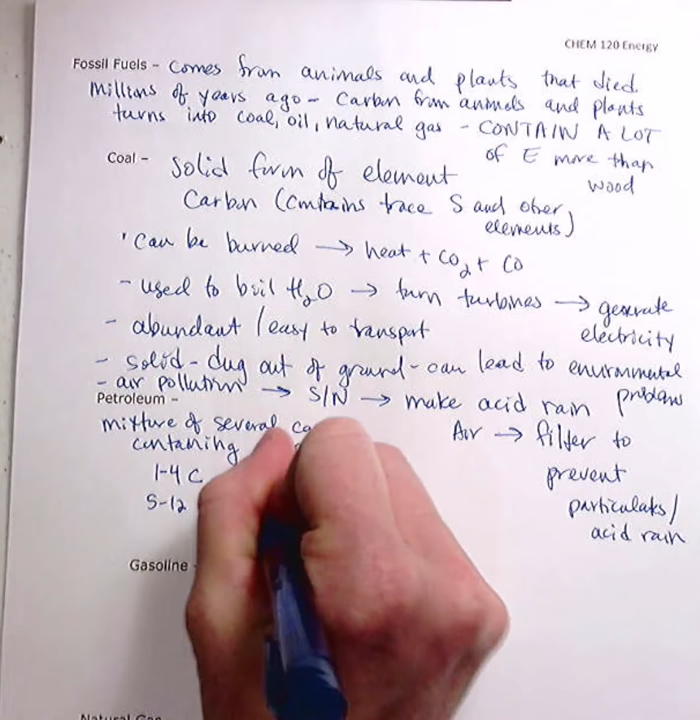 CHEM 120 Energy
Fossil Fuels - comes from animals and plants that died
Millions of years ago - Carbon from animals and plants
turns into coal, oil, natural gas - CONTAIN A LOT
of E more than
wood
Coal - Solid form of element
Carbon (contains trace S and other
elements)
'can be burned → heat + CO2 + CO
- used to boil H2O → turn turbines → generate
electricity
- abundant / easy to transport
- solid - dug out of ground - can lead to environmental
problems
- air pollution → S/N → make acid rain
Petroleum -
mixture of several
containing
Air → filter to
prevent
particulates/
acid rain
1-4 C
5-12
Gasoline -
Natural Gas